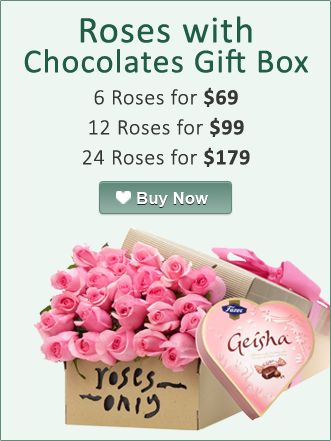 Roses with
Chocolates Gift Box
6 Roses for $69
12 Roses for $99
24 Roses for $179
Buy Now
Fazer
Geisha
roses
only